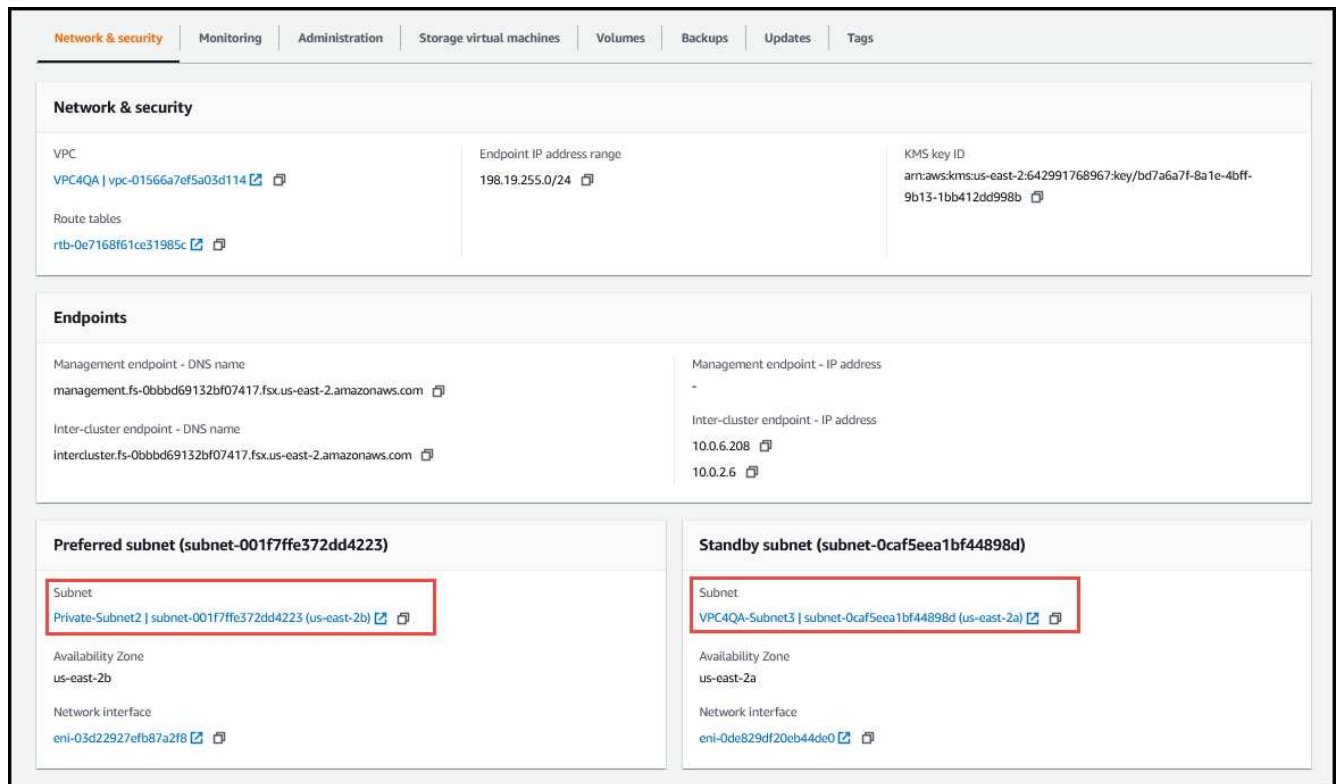 Network & security Monitoring Administration Storage virtual machines Volumes Backups Updates Tags
Network & security
VPC
VPC4QA | vpc-01566a7ef5a03d114
Route tables
rtb-0e7168f61ce31985c
Endpoint IP address range
198.19.255.0/24
KMS key ID
arn:aws:kms:us-east-2:642991768967:key/bd7a6a7f-8a1e-4bff-
9b13-1bb412dd998b
Endpoints
Management endpoint - DNS name
management.fs-0bbbd69132bf07417.fsx.us-east-2.amazonaws.com
Inter-cluster endpoint - DNS name
intercluster.fs-0bbbd69132bf07417.fsx.us-east-2.amazonaws.com
Management endpoint - IP address
-
Inter-cluster endpoint - IP address
10.0.6.208
10.0.2.6
Preferred subnet (subnet-001f7ffe372dd4223)
Subnet
Private-Subnet2 | subnet-001f7ffe372dd4223 (us-east-2b)
Availability Zone
us-east-2b
Network interface
eni-03d22927efb87a2f8
Standby subnet (subnet-0caf5eea1bf44898d)
Subnet
VPC4QA-Subnet3 | subnet-0caf5eea1bf44898d (us-east-2a)
Availability Zone
us-east-2a
Network interface
eni-0de829df20eb44de0